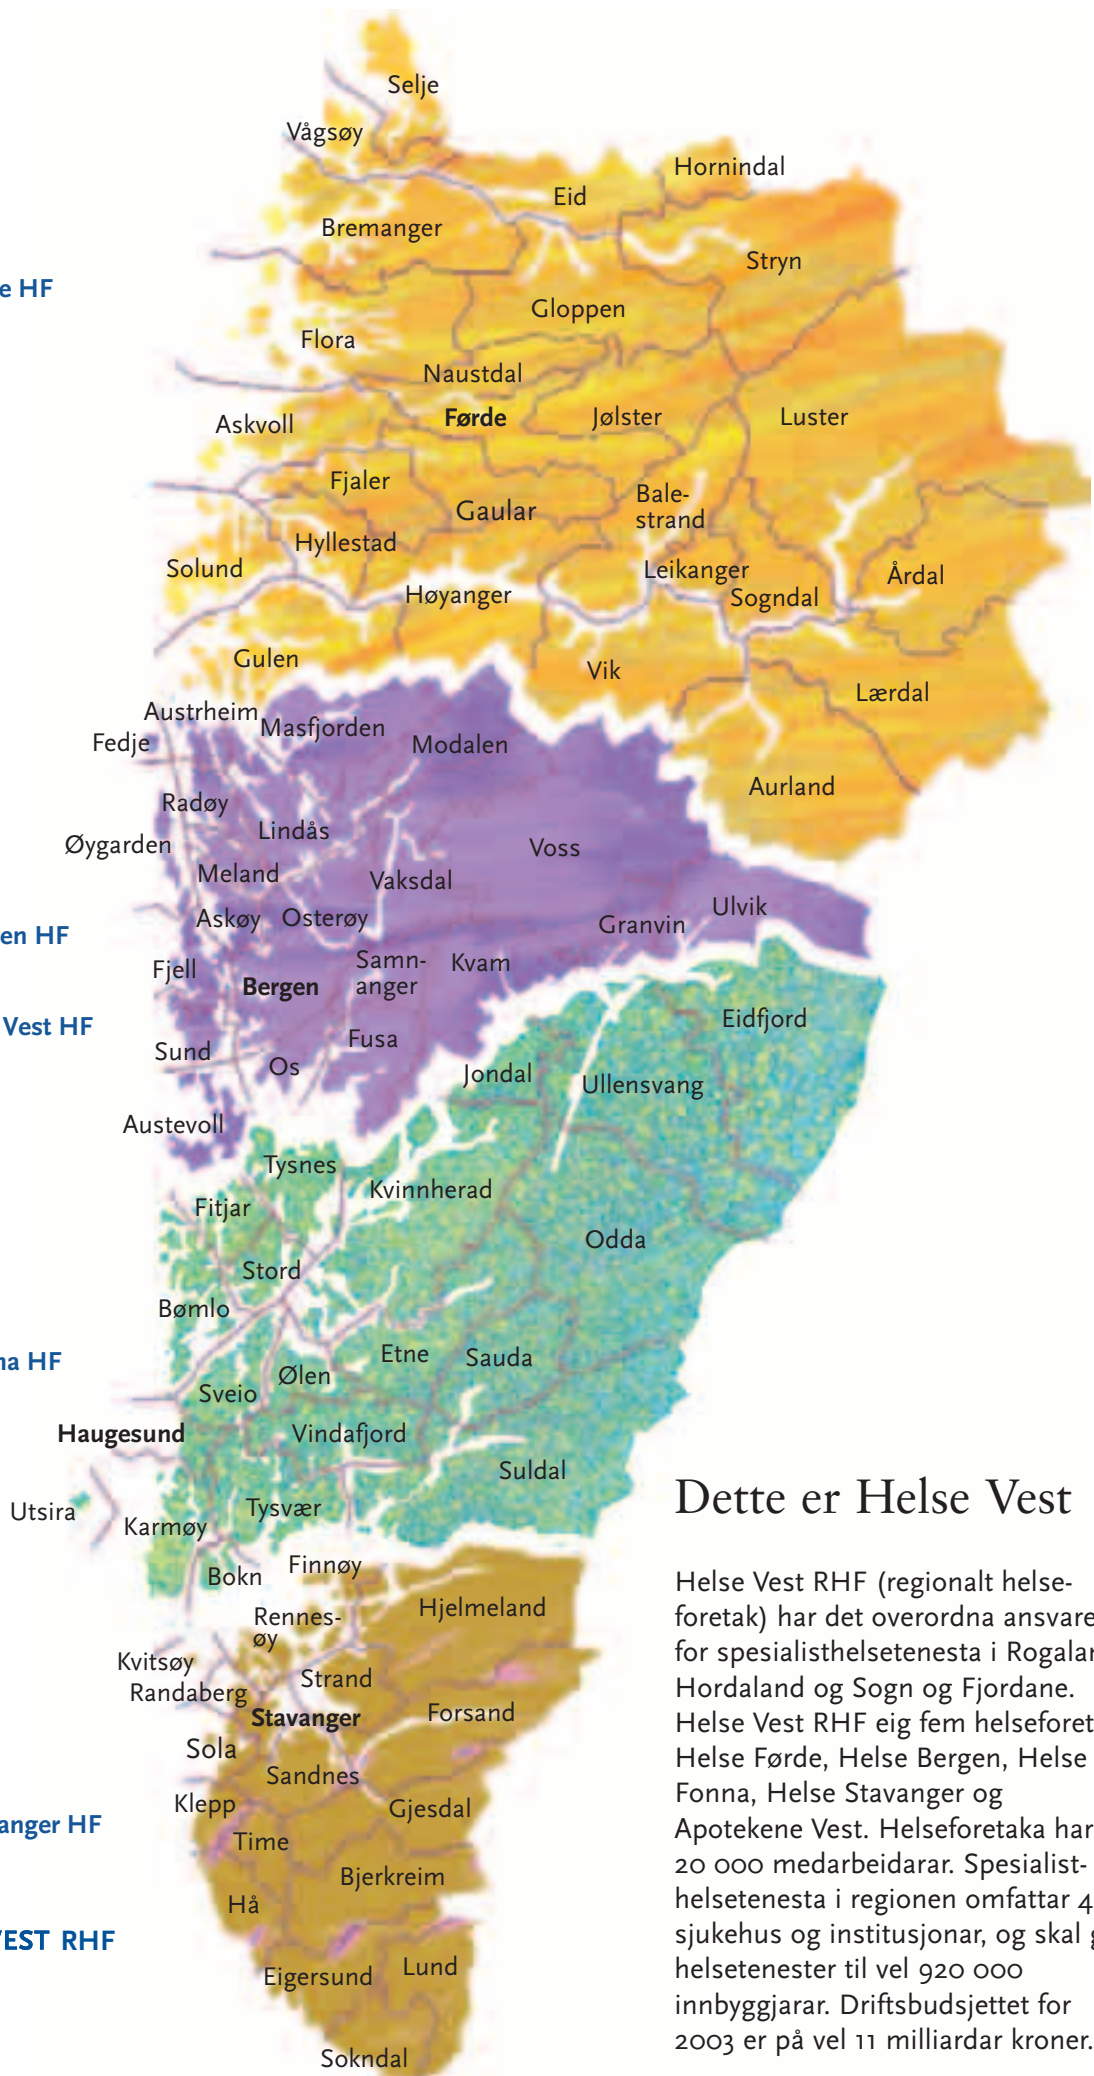 Selje
Vågsøy
Hornindal
Eid
Bremanger
Stryn
e HF
Gloppen
Flora
Naustdal
Førde
Jølster
Luster
Askvoll
Fjaler
Bale-
strand
Gaular
Hyllestad
Solund
Leikanger
Årdal
Høyanger
Sogndal
Gulen
Vik
Lærdal
Austrheim
Masfjorden
Fedje
Modalen
Aurland
Radøy
Lindås
Øygarden
Voss
Meland
Vaksdal
Ulvik
Askøy
Osterøy
Granvin
en HF
Fjell
Samn-
anger
Kvam
Bergen
Vest HF
Eidfjord
Fusa
Sund
Os
Jondal
Ullensvang
Austevoll
Tysnes
Kvinnherad
Fitjar
Odda
Stord
Bømlo
na HF
Etne
Sauda
Ølen
Sveio
Haugesund
Vindafjord
Suldal
Utsira
Tysvær
Karmøy
Finnøy
Bokn
Rennes-
øy
Hjelmeland
Kvitsøy
Strand
Randaberg
Stavanger
Forsand
Sola
Sandnes
Klepp
Gjesdal
anger HF
Time
Bjerkreim
Hå
VEST RHF
Eigersund
Lund
Sokndal
Dette er Helse Vest
Helse Vest RHF (regionalt helse-
foretak) har det overordna ansvare
for spesialisthelsetenesta i Rogalan
Hordaland og Sogn og Fjordane.
Helse Vest RHF eig fem helseforet
Helse Førde, Helse Bergen, Helse
Fonna, Helse Stavanger og
Apotekene Vest. Helseforetaka har
20 000 medarbeidarar. Spesialist-
helsetenesta i regionen omfattar 4
sjukehus og institusjonar, og skal g
helsetenester til vel 920 000
innbyggjarar. Driftsbudsjettet for
2003 er på vel 11 milliardar kroner.